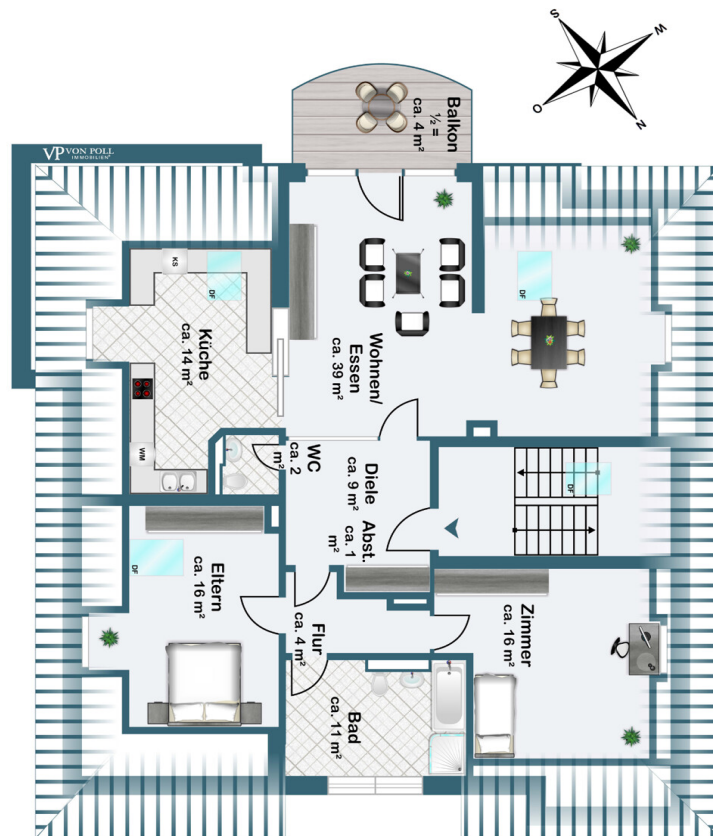 S
W
O
N
VP VON POLL
IMMOBILIEN®
Balkon
½ =
ca. 4 m²
KS
DF
Küche
ca. 14 m²
WM
Wohnen/
Essen
ca. 39 m²
DF
WC
ca. 2
m²
Diele
ca. 9 m²
Abst.
ca. 1
m²
DF
Eltern
ca. 16 m²
DF
Flur
ca. 4 m²
Zimmer
ca. 16 m²
Bad
ca. 11 m²